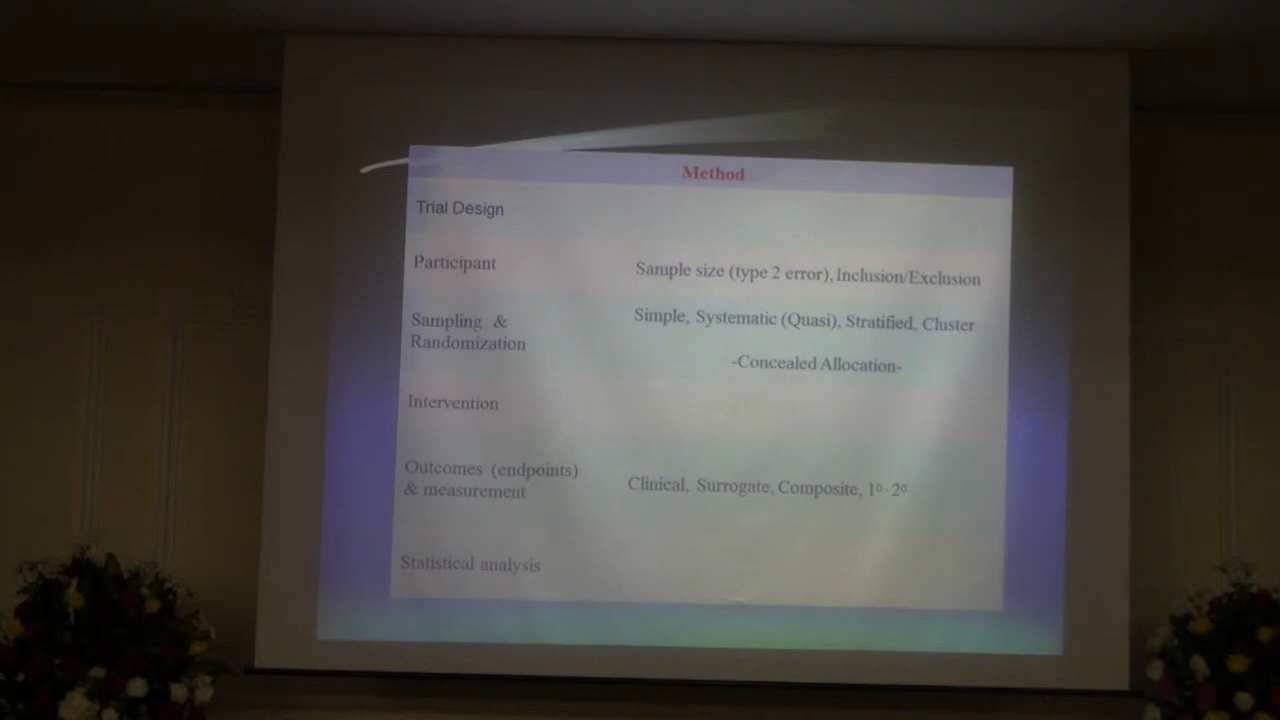 Method
Trial Design
Participant
Sample size (type 2 error), Inclusion/Exclusion
Sampling & 
Randomization
Simple, Systematic (Quasi), Stratified, Cluster
-Concealed Allocation-
Intervention
Outcomes (endpoints)
& measurement
Clinical, Surrogate, Composite, 1º- 2º
Statistical analysis